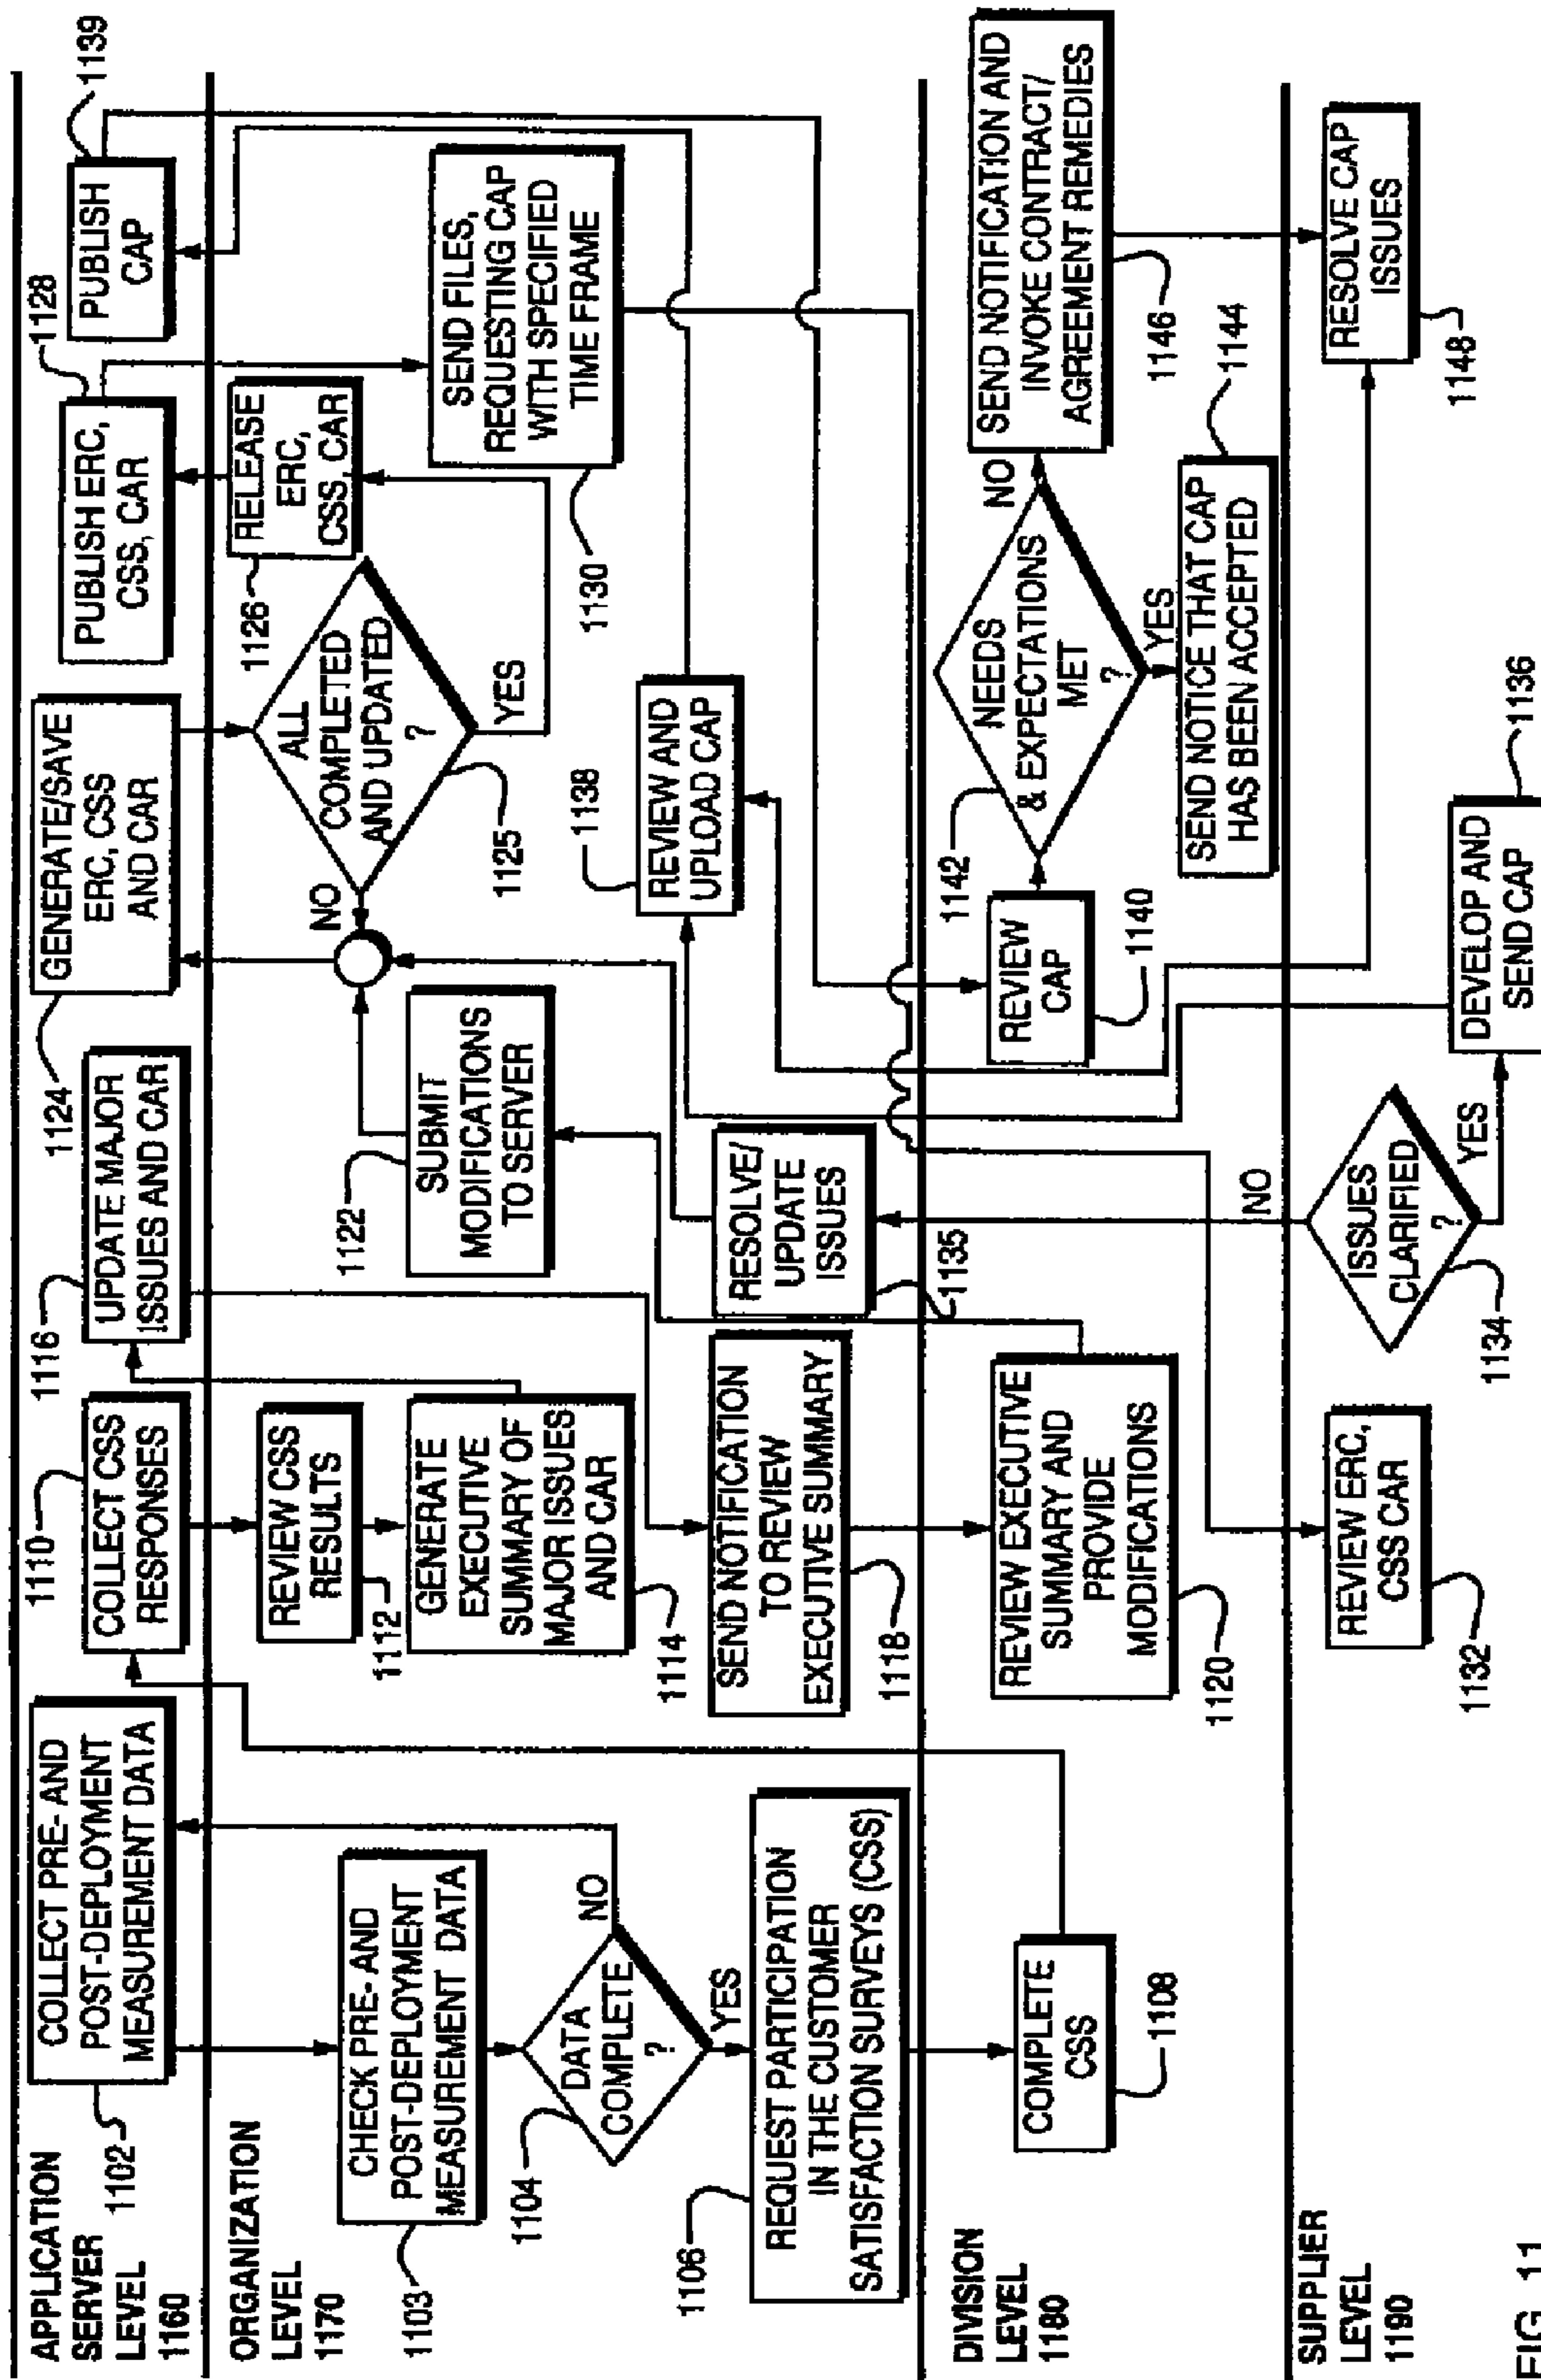 APPLICATION
SERVER
LEVEL
1160
1102
COLLECT PRE- AND
POST-DEPLOYMENT
MEASUREMENT DATA
1110
COLLECT CSS
RESPONSES
1116
UPDATE MAJOR
ISSUES AND CAR
1124
GENERATE/SAVE
ERC, CSS
AND CAR
1128
PUBLISH ERC,
CSS, CAR
1139
PUBLISH
CAP
ORGANIZATION
LEVEL
1170
1103
CHECK PRE- AND
POST-DEPLOYMENT
MEASUREMENT DATA
1104
DATA
COMPLETE
?
NO
YES
1106
REQUEST PARTICIPATION
IN THE CUSTOMER
SATISFACTION SURVEYS (CSS)
REVIEW CSS
RESULTS
1112
GENERATE
EXECUTIVE
SUMMARY OF
MAJOR ISSUES
AND CAR
1114
SEND NOTIFICATION
TO REVIEW
EXECUTIVE SUMMARY
1118
1122
SUBMIT
MODIFICATIONS
TO SERVER
RESOLVE/
UPDATE
ISSUES
1135
NO
ALL
COMPLETED
AND UPDATED
?
YES
1125
1126
RELEASE
ERC,
CSS, CAR
SEND FILES,
REQUESTING CAP
WITH SPECIFIED
TIME FRAME
1130
1138
REVIEW AND
UPLOAD CAP
DIVISION
LEVEL
1180
COMPLETE
CSS
1108
REVIEW EXECUTIVE
SUMMARY AND
PROVIDE
MODIFICATIONS
1120
REVIEW
CAP
1140
1142
NEEDS
& EXPECTATIONS
MET
?
NO
YES
SEND NOTIFICATION AND
INVOKE CONTRACT/
AGREEMENT REMEDIES
1146
SEND NOTICE THAT CAP
HAS BEEN ACCEPTED
1144
SUPPLIER
LEVEL
1190
REVIEW ERC,
CSS CAR
1132
NO
ISSUES
CLARIFIED
?
YES
1134
DEVELOP AND
SEND CAP
1136
RESOLVE CAP
ISSUES
1148
FIG. 11